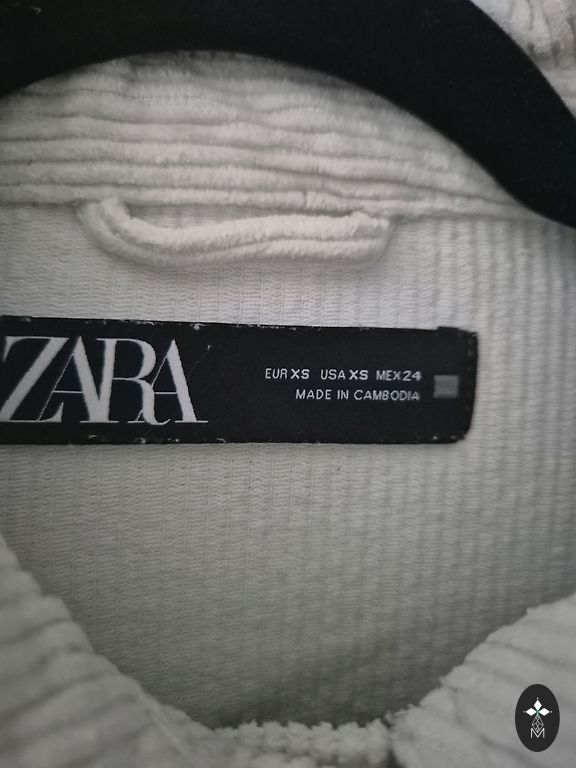 ZARA
EUR XS USA XS MEX 24
MADE IN CAMBODIA
M